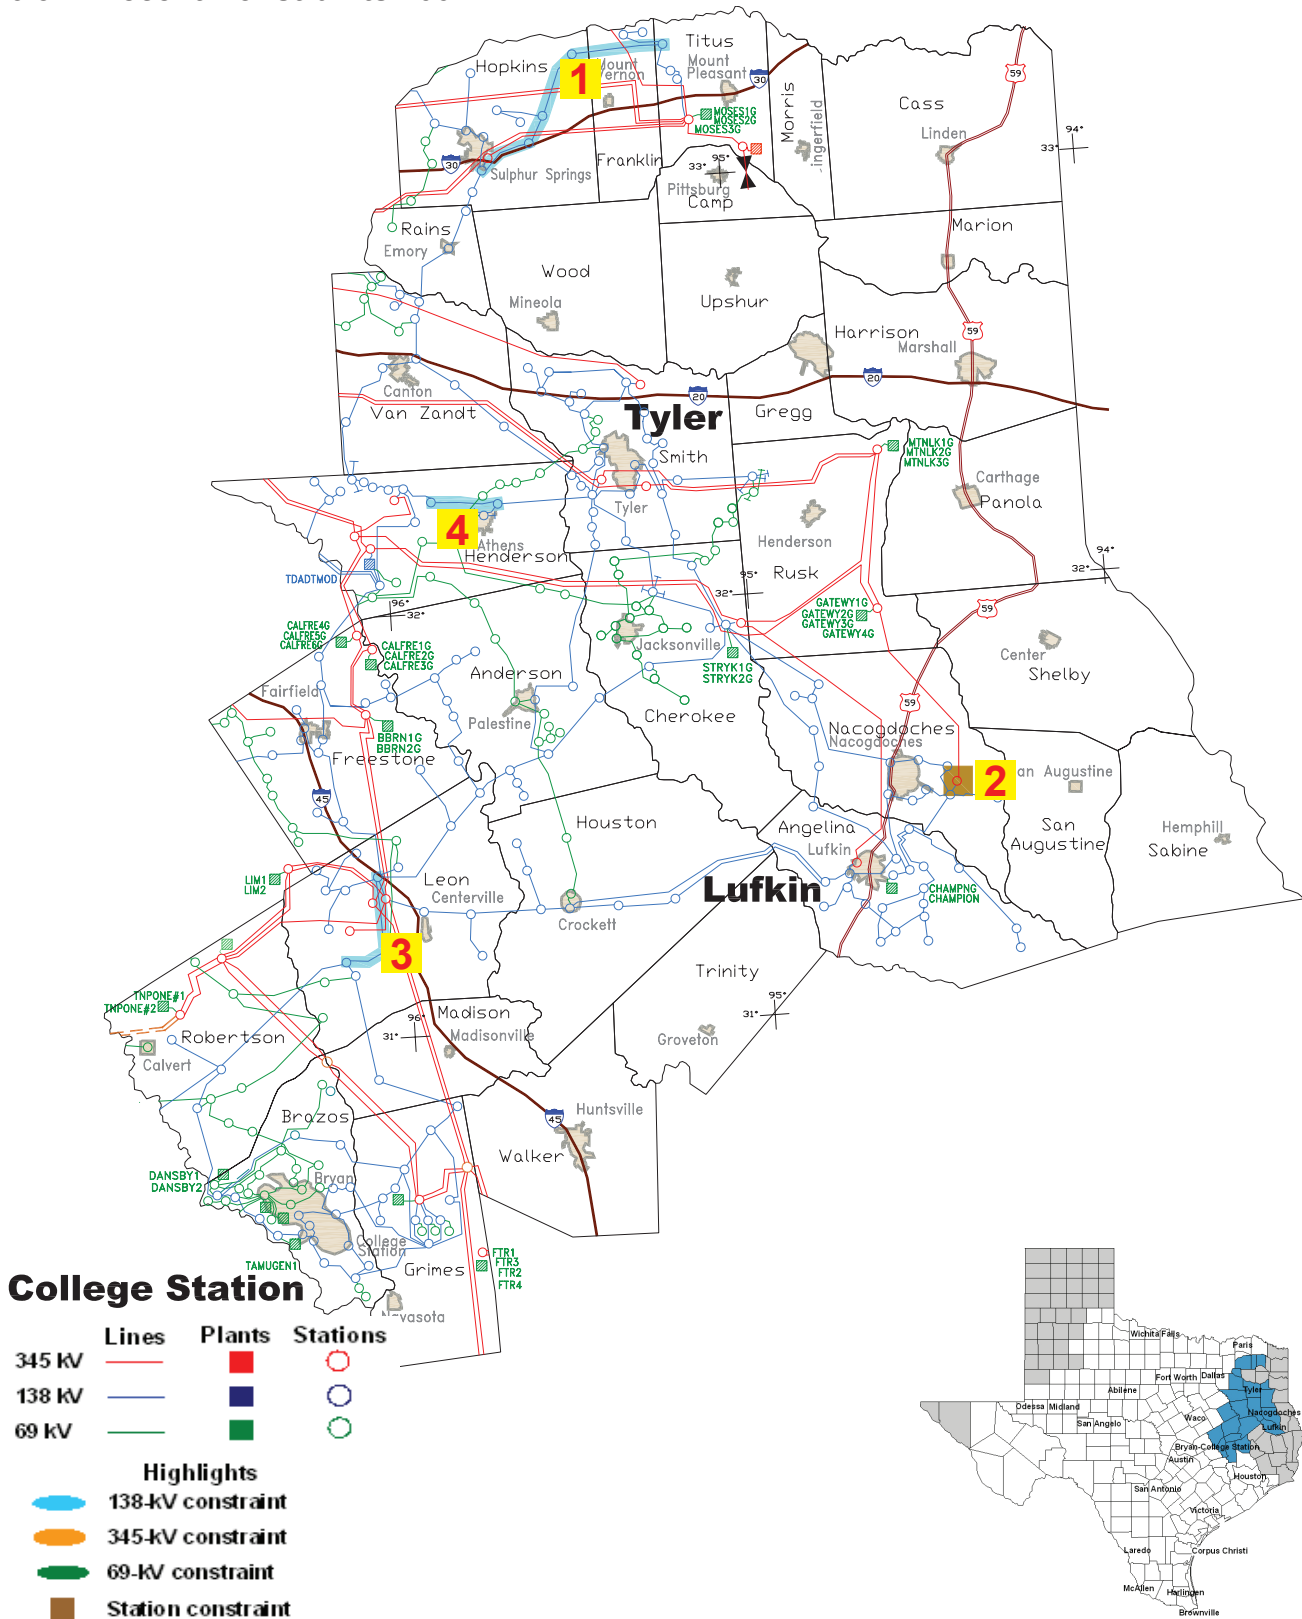 Titus
Hopkins
Mount
Pleasant
1
30
Cass
59
Morris
MOSES1G
MOSES2G
MOSES3G
Linden
94°
33°
95°
33°
Franklin
30
Sulphur Springs
Pittsburg
Camp
Rains
Emory
Marion
Wood
Upshur
Mineola
Harrison
Marshall
59
Canton
Van Zandt
20
20
Gregg
Tyler
Smith
MTNLK1G
MTNLK2G
MTNLK3G
Tyler
Carthage
Panola
4
Athens
Henderson
Henderson
Rusk
TDADTMOD
95°
32°
94°
32°
96°
32°
GATEWY1G
GATEWY2G
GATEWY3G
GATEWY4G
59
CALFRE4G
CALFRE5G
CALFRE6G
CALFRE1G
CALFRE2G
CALFRE3G
Jacksonville
STRYK1G
STRYK2G
Center
Shelby
Anderson
Fairfield
Palestine
Cherokee
59
Nacogdoches
Nacogdoches
BBRN1G
BBRN2G
Freestone
45
2
an Augustine
Houston
Angelina
Lufkin
San
Augustine
Hemphill
Sabine
LIM1
LIM2
Leon
Centerville
Lufkin
CHAMPNG
CHAMPION
Crockett
3
Trinity
TNPONE#1
TNPONE#2
95°
31°
Madison
96°
31°
Madisonville
Robertson
Calvert
Groveton
Brazos
45
Huntsville
Walker
DANSBY1
DANSBY2
Bryan
College
Station
TAMUGEN1
Grimes
FTR1
FTR3
FTR2
FTR4
College Station
Navasota
Lines Plants Stations
345 kV
138 kV
69 kV
Highlights
138-kV constraint
345-kV constraint
69-kV constraint
Station constraint
Wichita Falls
Paris
Fort Worth
Dallas
Abilene
Tyler
Odessa
Midland
Nacogdoches
San Angelo
Waco
Lufkin
Bryan-College Station
Austin
Houston
San Antonio
Victoria
Laredo
Corpus Christi
McAllen
Harlingen
Brownville